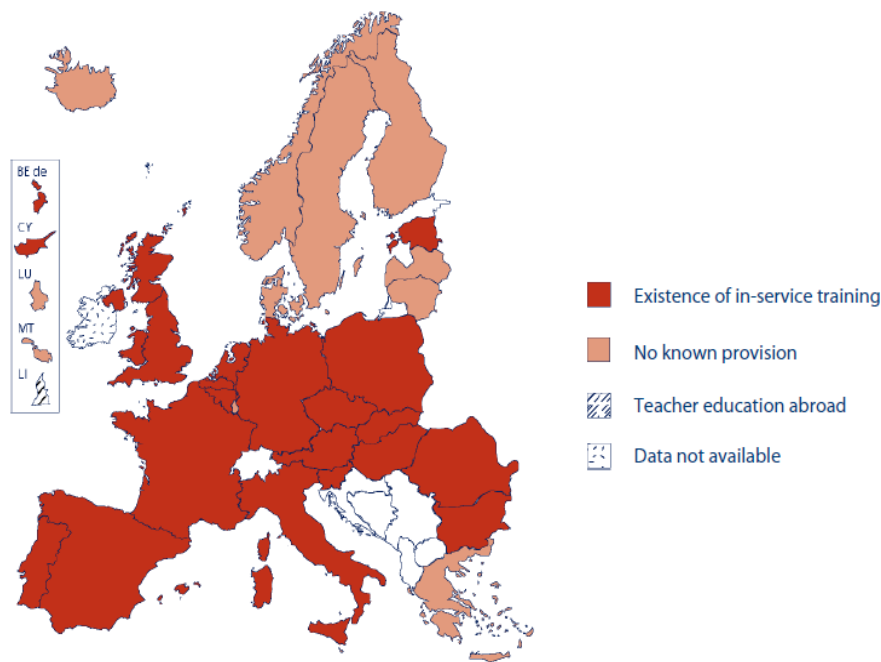 BE de
CY
LU
MT
LI
Existence of in-service training
No known provision
Teacher education abroad
Data not available